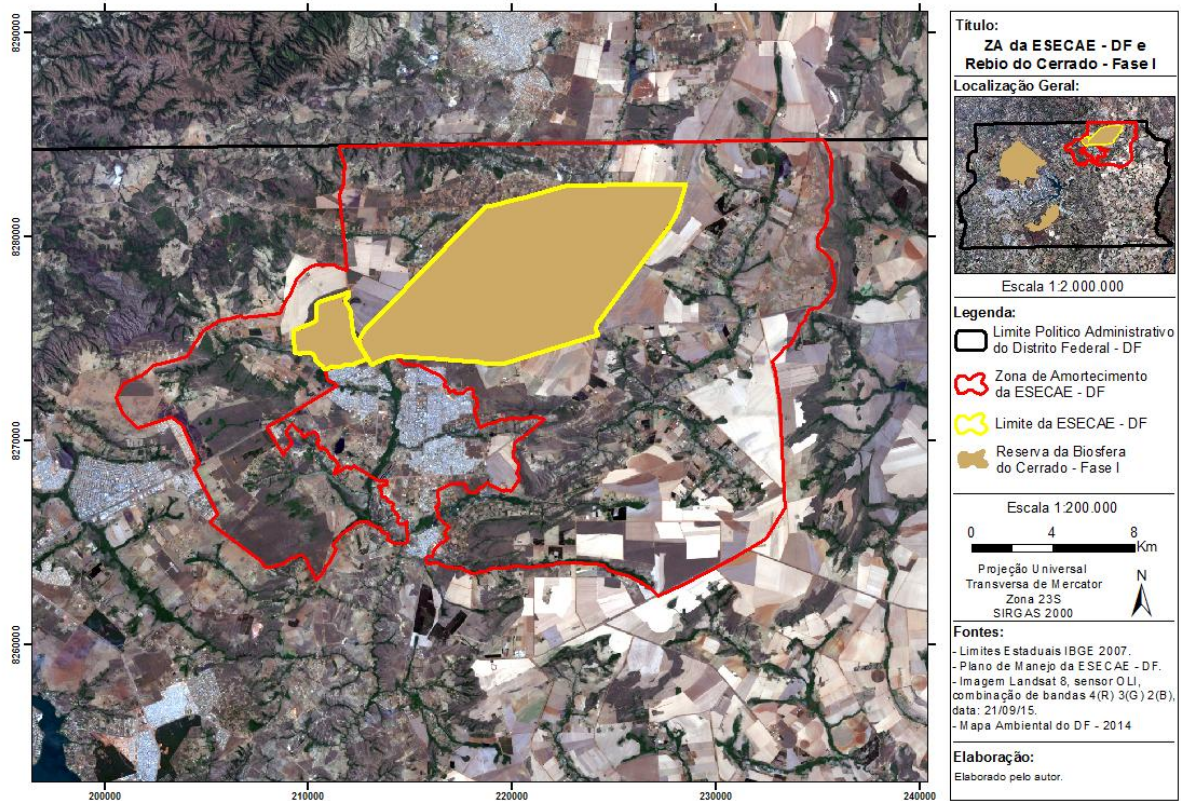 8290000
8280000
8270000
8260000
200000
210000
220000
230000
240000
Título:
ZA da ESECAE - DF e
Rebio do Cerrado - Fase I
Localização Geral:
Escala 1:2.000.000
Legenda:
Limite Politico Administrativo
do Distrito Federal - DF
Zona de Amortecimento
da ESECAE - DF
Limite da ESECAE - DF
Reserva da Biosfera
do Cerrado - Fase I
Escala 1:200.000
0 4 8
Km
Projeção Universal
Transversa de Mercator
Zona 23S
SIRGAS 2000
N
Fontes:
- Limites Estaduais IBGE 2007.
- Plano de Manejo da ESECAE - DF.
- Imagem Landsat 8, sensor OLI,
combinação de bandas 4(R) 3(G) 2(B),
data: 21/09/15.
- Mapa Ambiental do DF - 2014
Elaboração:
Elaborado pelo autor.